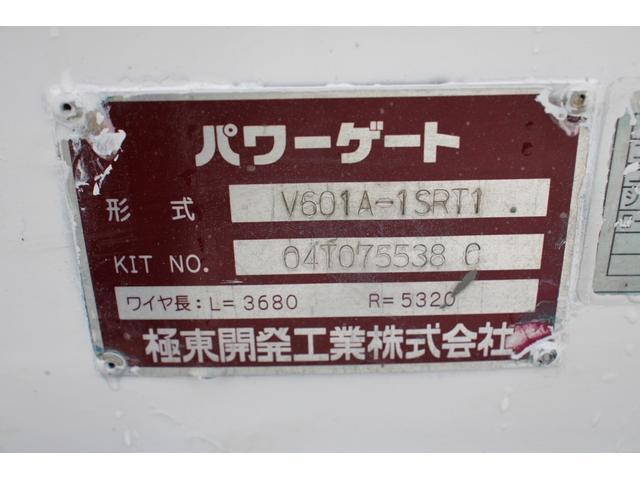 パワーゲート
形式 V601A-1SRT1
KIT NO. 04T075538 C
ワイヤ長:L=3680 R=5320
極東開発工業株式会社